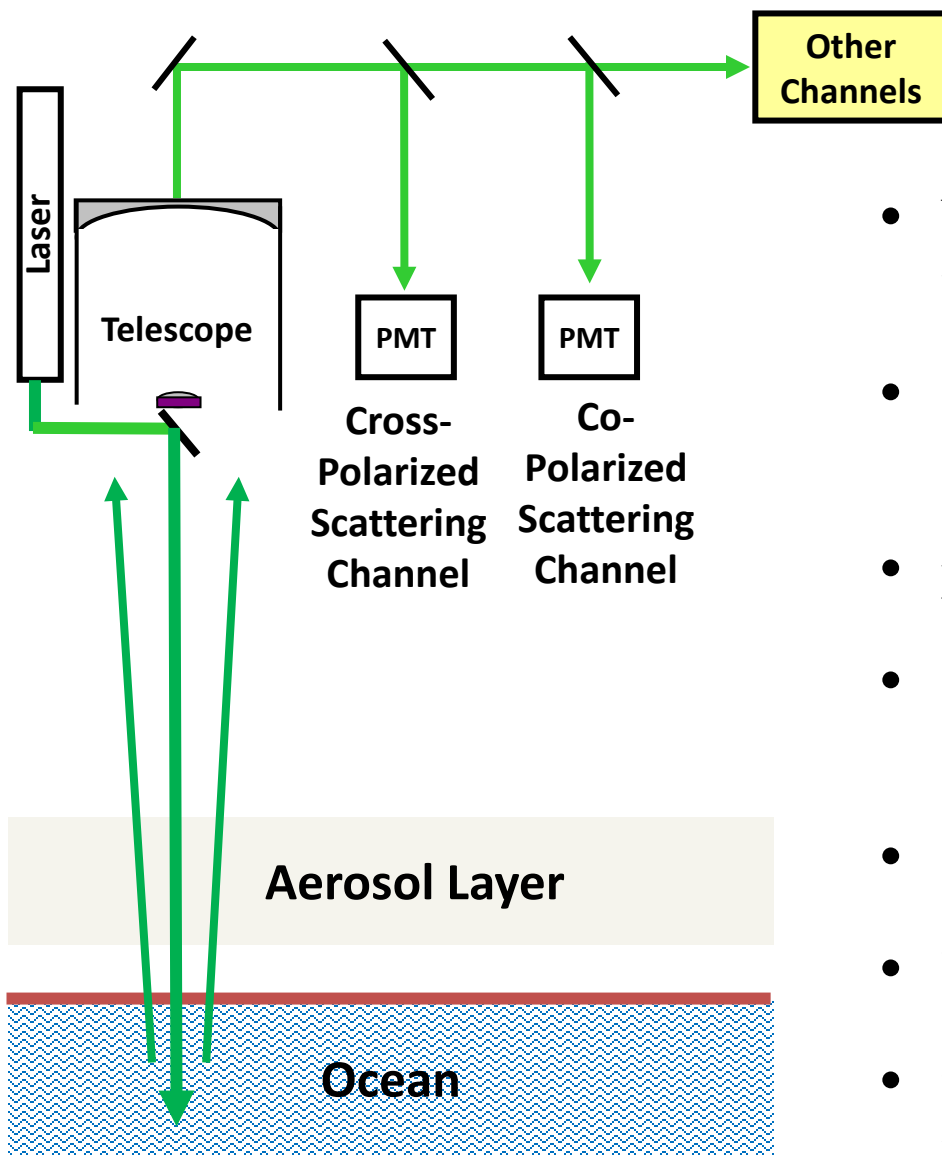 Other
Channels
Laser
Telescope
PMT
PMT
Cross-
Polarized
Scattering
Channel
Co-
Polarized
Scattering
Channel
Aerosol Layer
Ocean